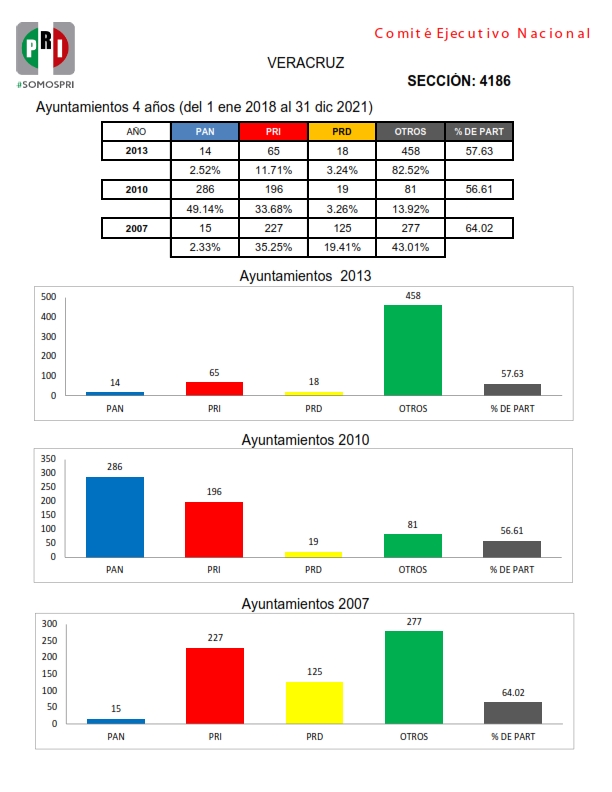 Comité Ejecutivo Nacional
PRI
#SOMOSPRI
VERACRUZ
SECCIÓN: 4186
Ayuntamientos 4 años (del 1 ene 2018 al 31 dic 2021)
AÑO PAN PRI PRD OTROS % DE PART
2013 14 65 18 458 57.63
2.52% 11.71% 3.24% 82.52%
2010 286 196 19 81 56.61
49.14% 33.68% 3.26% 13.92%
2007 15 227 125 277 64.02
2.33% 35.25% 19.41% 43.01%
Ayuntamientos 2013
500
400
300
200
100
0
14 65 18 458 57.63
PAN PRI PRD OTROS % DE PART
Ayuntamientos 2010
350
300
250
200
150
100
50
0
286 196 19 81 56.61
PAN PRI PRD OTROS % DE PART
Ayuntamientos 2007
300
250
200
150
100
50
0
15 227 125 277 64.02
PAN PRI PRD OTROS % DE PART